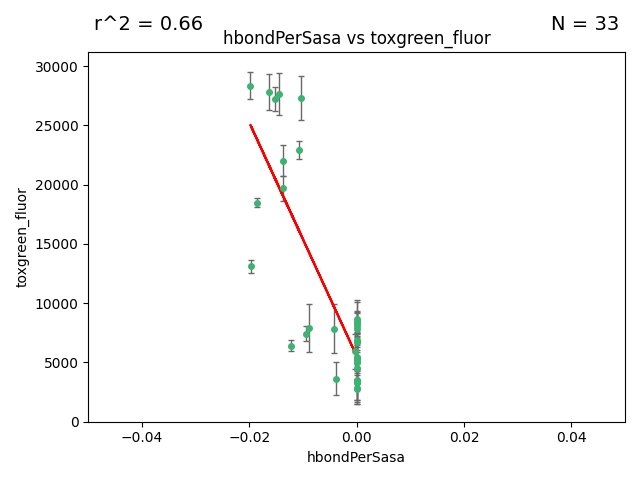 r^2 = 0.66
N = 33
hbondPerSasa vs toxgreen_fluor
30000
25000
20000
15000
10000
5000
0
toxgreen_fluor
−0.04
−0.02
0.00
0.02
0.04
hbondPerSasa